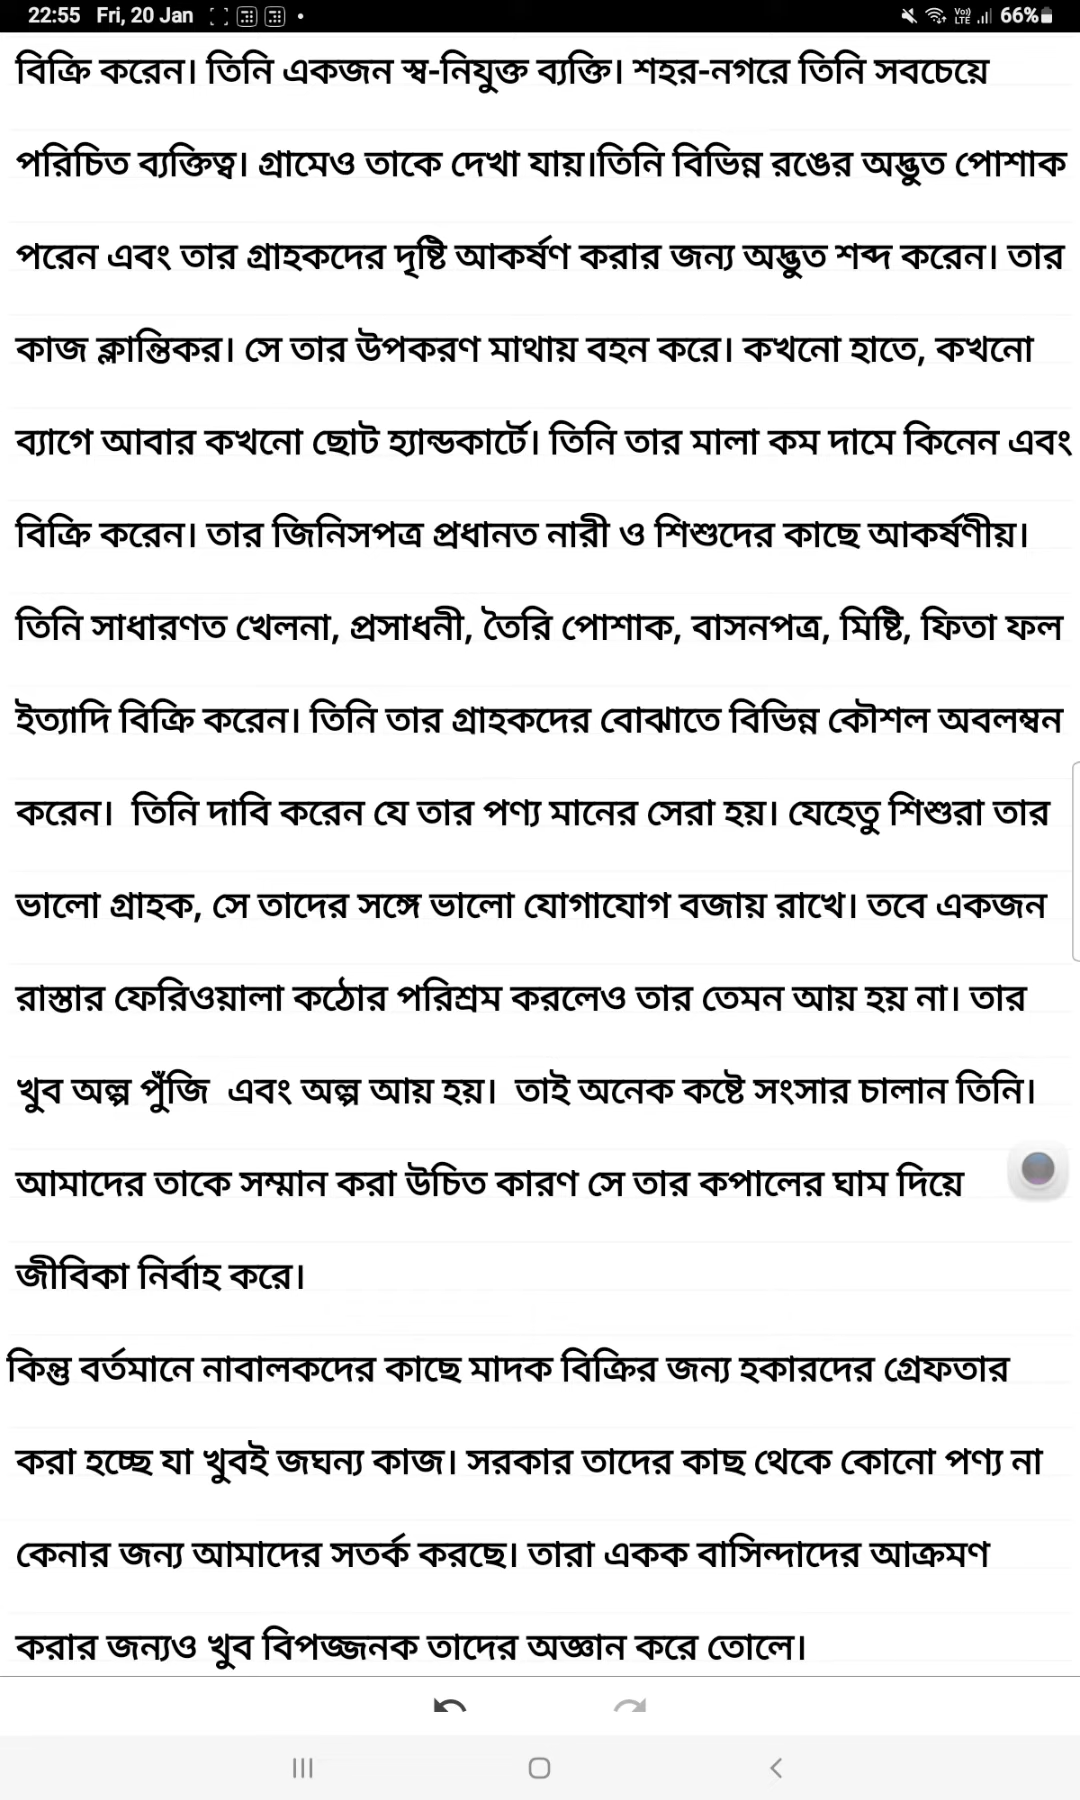 22:55 Fri, 20 Jan
Vo)) LTE 66%
বিক্রি করেন। তিনি একজন স্ব-নিযুক্ত ব্যক্তি। শহর-নগরে তিনি সবচেয়ে
পরিচিত ব্যক্তিত্ব। গ্রামেও তাকে দেখা যায়।তিনি বিভিন্ন রঙের অদ্ভুত পোশাক
পরেন এবং তার গ্রাহকদের দৃষ্টি আকর্ষণ করার জন্য অদ্ভুত শব্দ করেন। তার
কাজ ক্লান্তিকর। সে তার উপকরণ মাথায় বহন করে। কখনো হাতে, কখনো
ব্যাগে আবার কখনো ছোট হ্যান্ডকার্টে। তিনি তার মালা কম দামে কিনেন এবং
বিক্রি করেন। তার জিনিসপত্র প্রধানত নারী ও শিশুদের কাছে আকর্ষণীয়।
তিনি সাধারণত খেলনা, প্রসাধনী, তৈরি পোশাক, বাসনপত্র, মিষ্টি, ফিতা ফল
ইত্যাদি বিক্রি করেন। তিনি তার গ্রাহকদের বোঝাতে বিভিন্ন কৌশল অবলম্বন
করেন। তিনি দাবি করেন যে তার পণ্য মানের সেরা হয়। যেহেতু শিশুরা তার
ভালো গ্রাহক, সে তাদের সঙ্গে ভালো যোগাযোগ বজায় রাখে। তবে একজন
রাস্তার ফেরিওয়ালা কঠোর পরিশ্রম করলেও তার তেমন আয় হয় না। তার
খুব অল্প পুঁজি এবং অল্প আয় হয়। তাই অনেক কষ্টে সংসার চালান তিনি।
আমাদের তাকে সম্মান করা উচিত কারণ সে তার কপালের ঘাম দিয়ে
জীবিকা নির্বাহ করে।
কিন্তু বর্তমানে নাবালকদের কাছে মাদক বিক্রির জন্য হকারদের গ্রেফতার
করা হচ্ছে যা খুবই জঘন্য কাজ। সরকার তাদের কাছ থেকে কোনো পণ্য না
কেনার জন্য আমাদের সতর্ক করছে। তারা একক বাসিন্দাদের আক্রমণ
করার জন্যও খুব বিপজ্জনক তাদের অজ্ঞান করে তোলে।